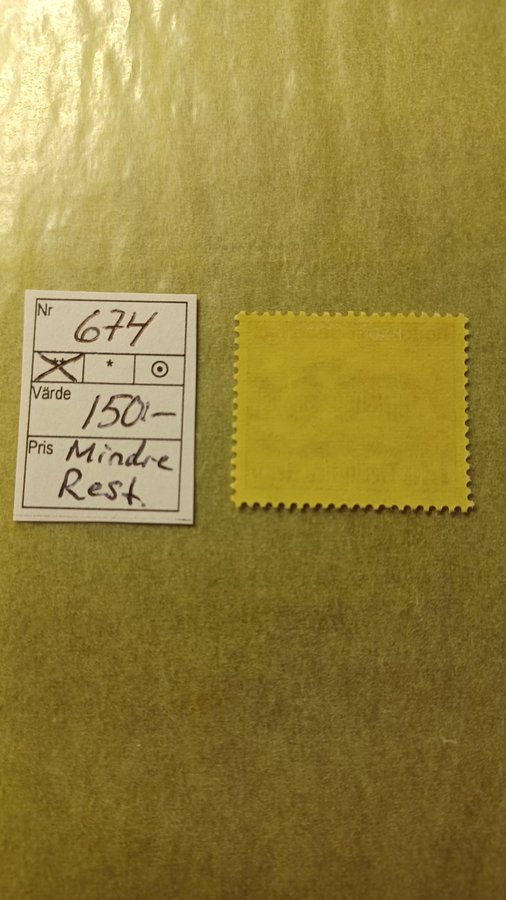 Nr 674
** * ⊙
Värde 150:-
Pris Mindre
Rest.